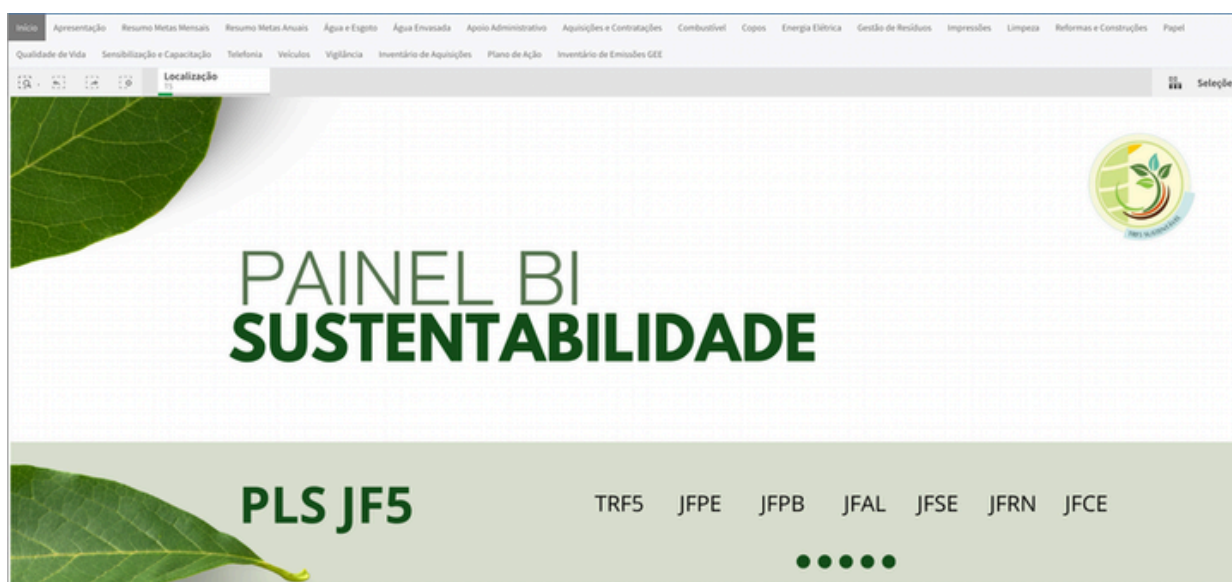 Início Apresentação Resumo Metas Mensais Resumo Metas Anuais Água e Esgoto Água Envasada Apoio Administrativo Aquisições e Contratações Combustível Copos Energia Elétrica Gestão de Resíduos Impressões Limpeza Reformas e Construções Papel
Qualidade de Vida Sensibilização e Capacitação Telefonia Veículos Vigilância Inventário de Aquisições Plano de Ação Inventário de Emissões GEE
Localização
T5
Seleçõe
TRF5 SUSTENTÁVEL
PAINEL BI
SUSTENTABILIDADE
PLS JF5
TRF5 JFPE JFPB JFAL JFSE JFRN JFCE